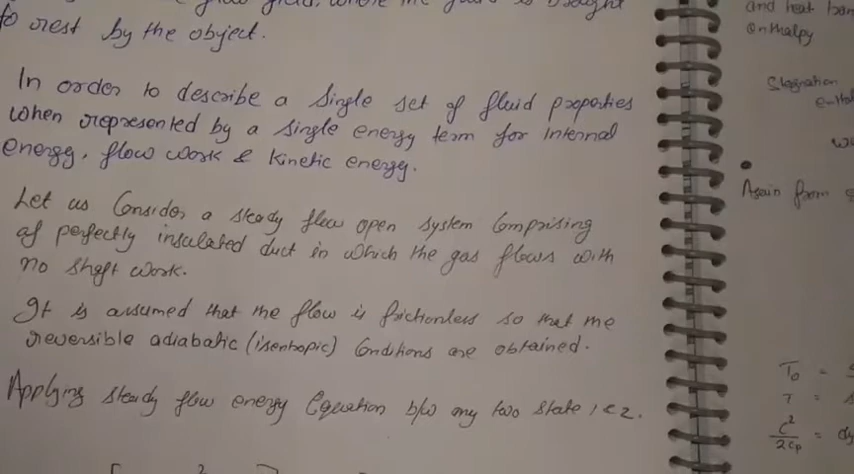 to rest by the object.
In order to describe a single set of fluid properties
when represented by a single energy term for internal
energy, flow work & kinetic energy.
Let us Consider a steady flow open system Comprising
of perfectly insulated duct in which the gas flows with
no shaft work.
It is assumed that the flow is frictionless so that the
reversible adiabatic (isentropic) Conditions are obtained.
Applying steady flow energy Equation b/w any two state 1 & 2.
and heat
enthalpy
Stagnation
Again from
T0 =
T =
c²/2cp =